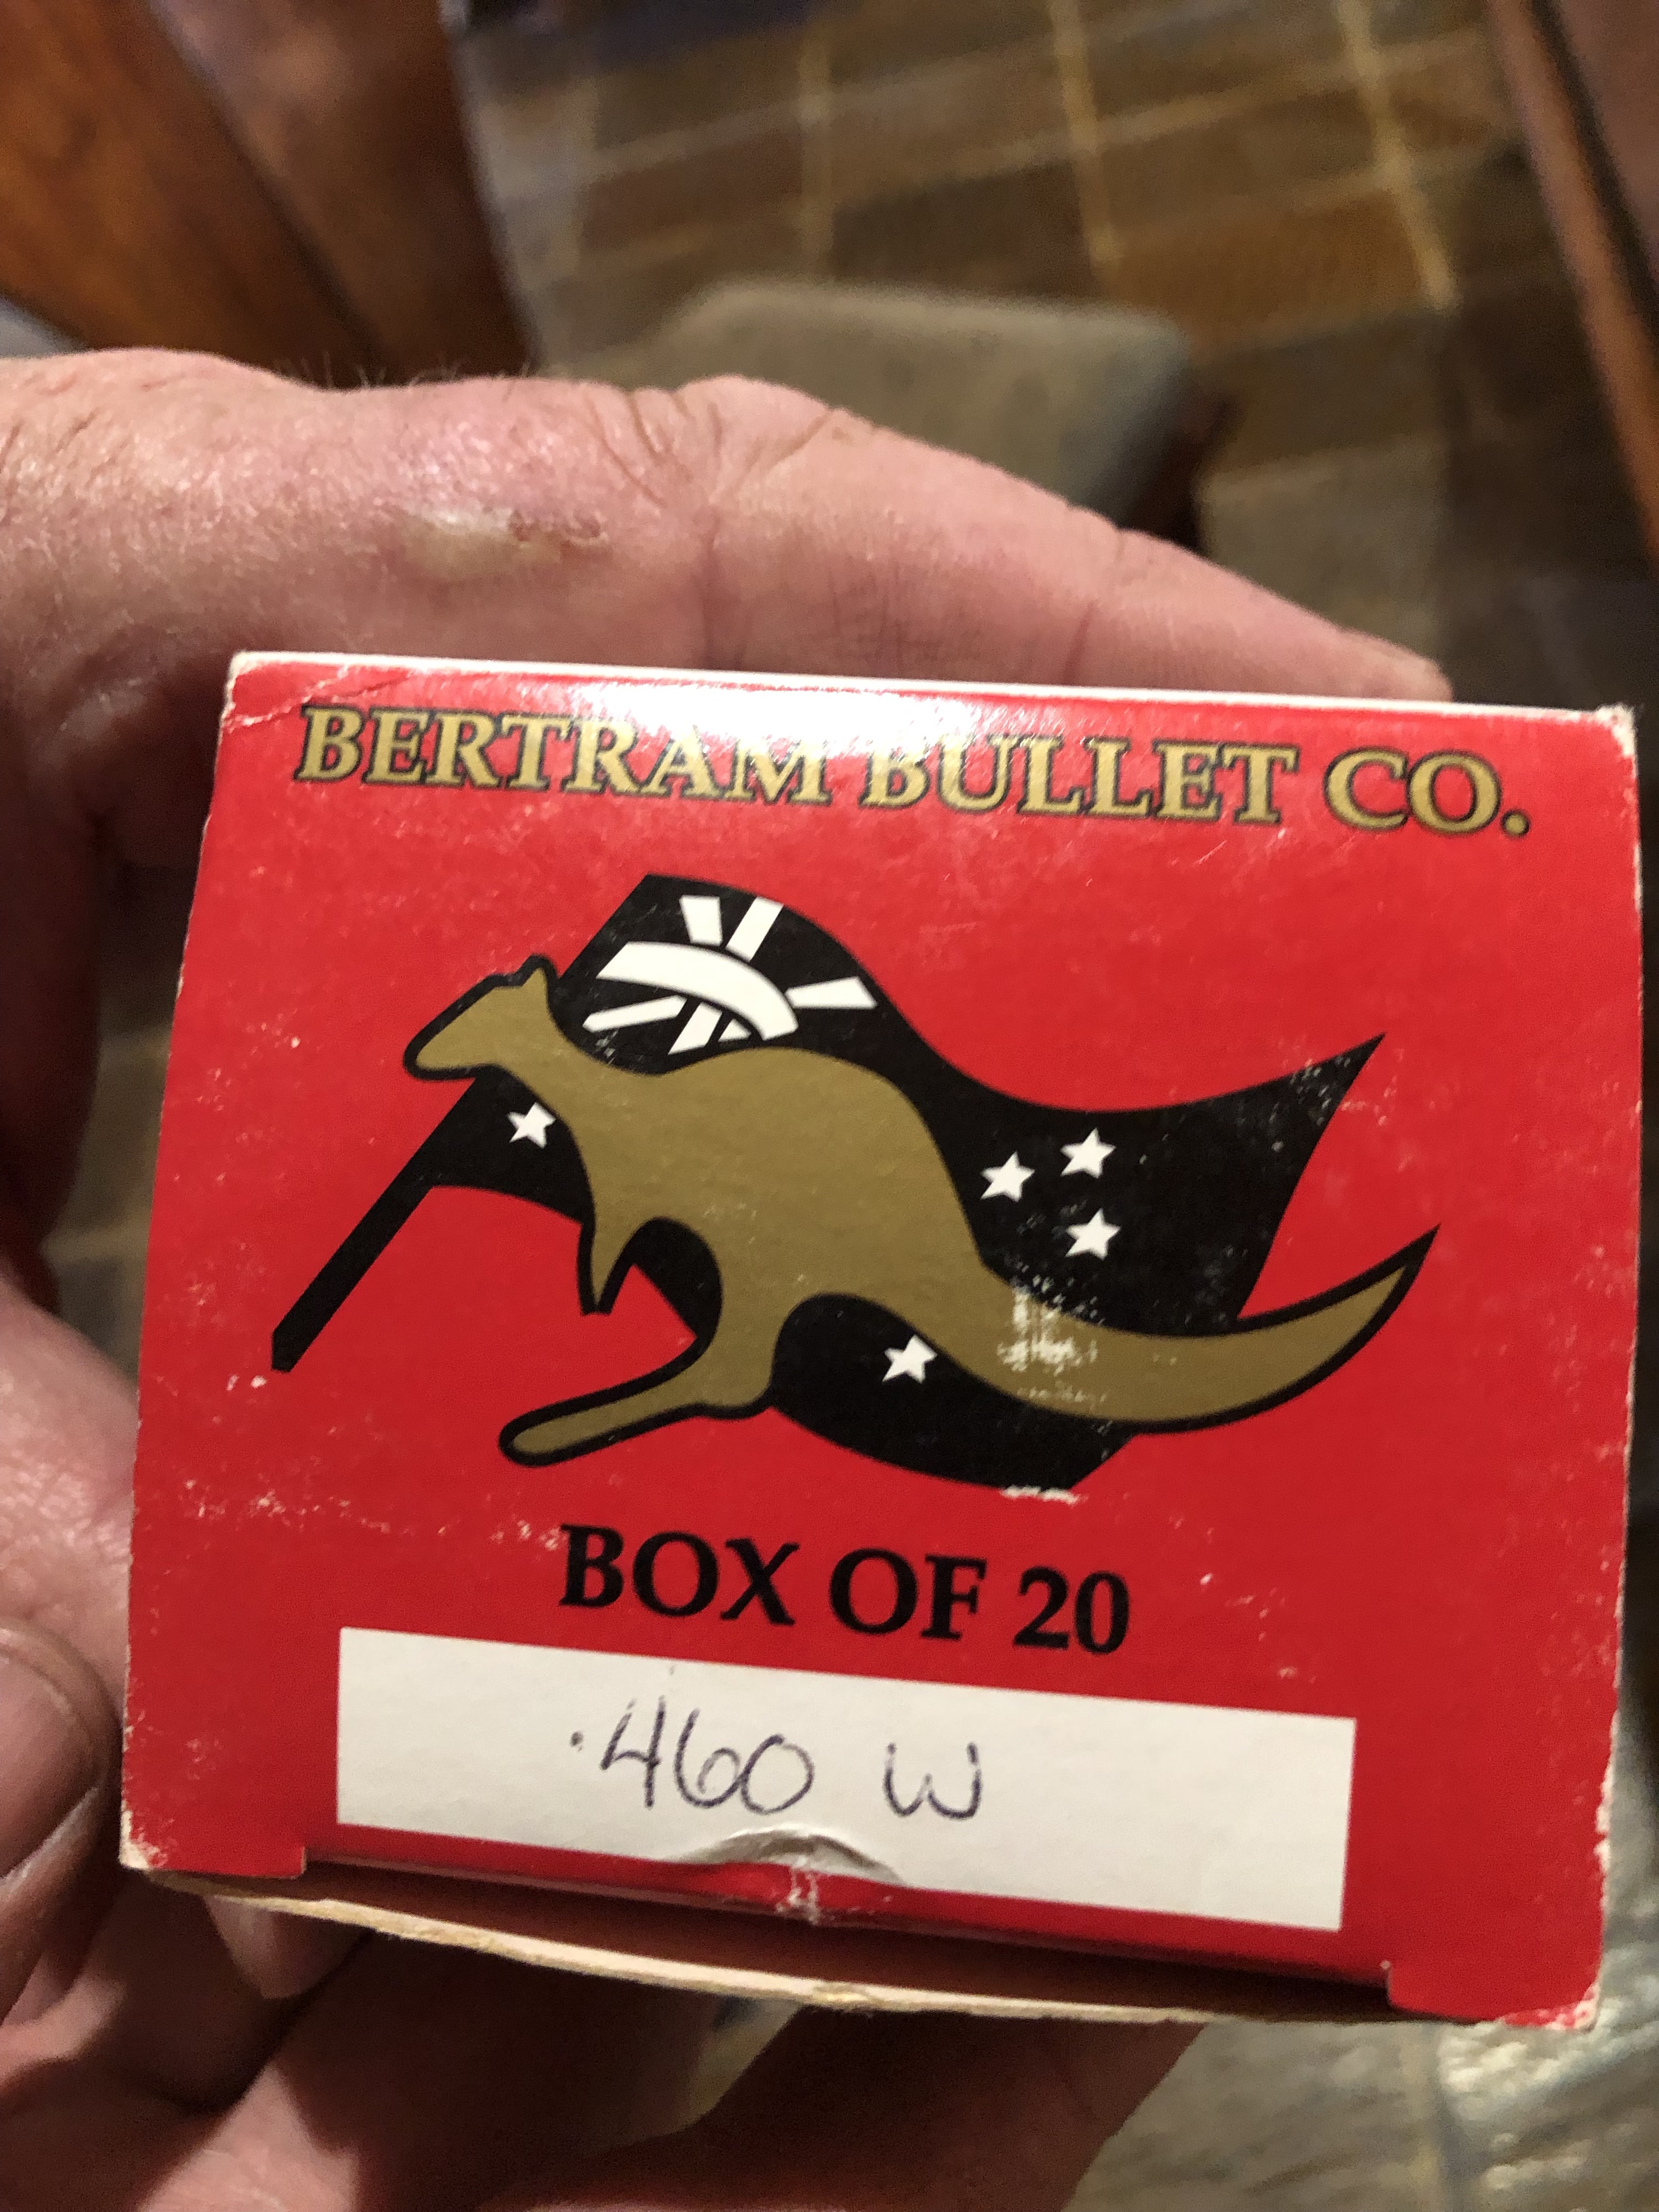 BERTRAM BULLET CO.
BOX OF 20
.460 W